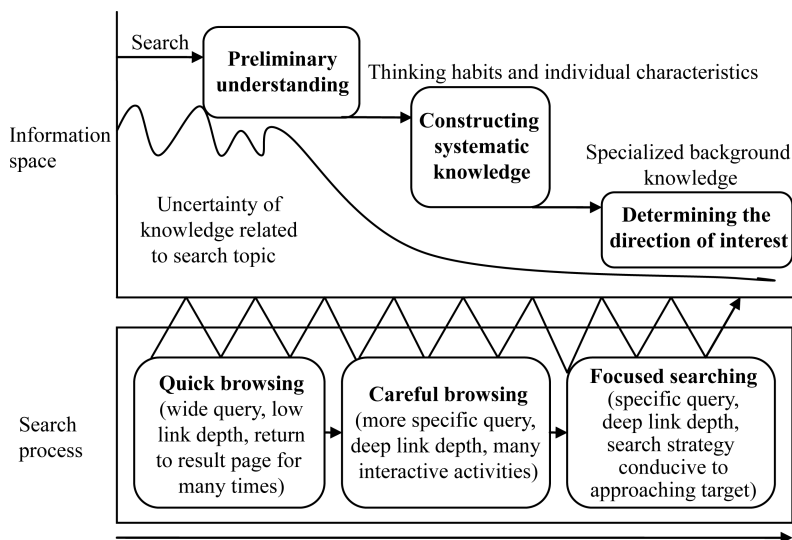 Search
Preliminary
understanding
Thinking habits and individual characteristics
Information
space
Constructing
systematic
knowledge
Specialized background
knowledge
Uncertainty of
knowledge related
to search topic
Determining the
direction of interest
Search
process
Quick browsing
(wide query, low
link depth, return
to result page for
many times)
Careful browsing
(more specific query,
deep link depth, many
interactive activities)
Focused searching
(specific query,
deep link depth,
search strategy
conducive to
approaching target)